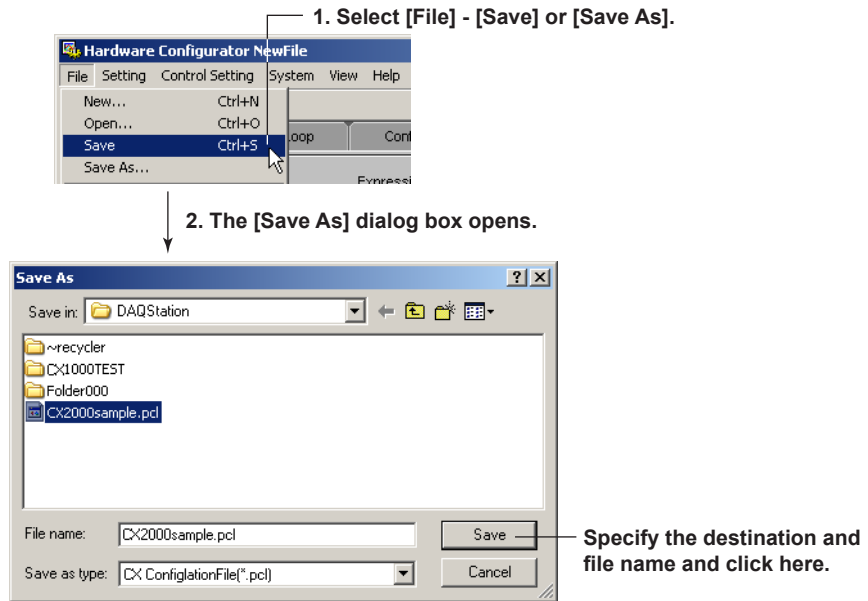 1. Select [File] - [Save] or [Save As].
Hardware Configurator NewFile
File Setting Control Setting System View Help
New... Ctrl+N
Open... Ctrl+O
Save Ctrl+S
Save As...
2. The [Save As] dialog box opens.
Save As
Save in: DAQStation
~recycler
CX1000TEST
Folder000
CX2000sample.pcl
File name: CX2000sample.pcl Save
Save as type: CX ConfiglationFile(*.pcl) Cancel
Specify the destination and
file name and click here.